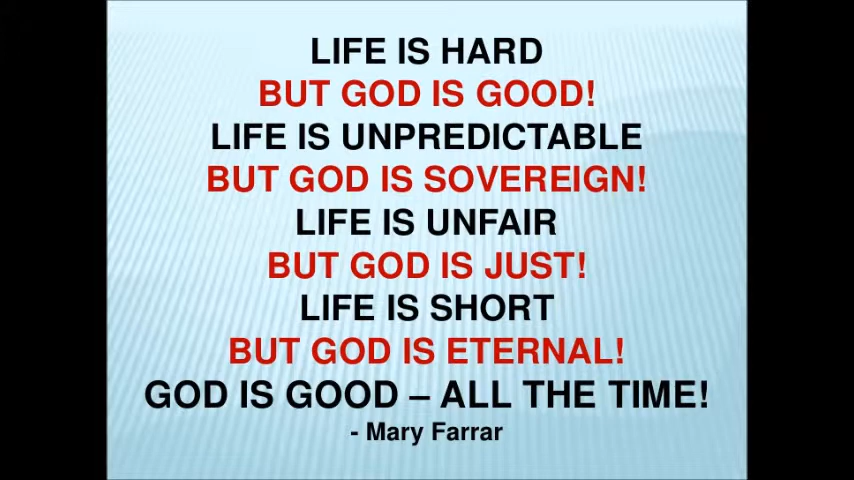 LIFE IS HARD
BUT GOD IS GOOD!
LIFE IS UNPREDICTABLE
BUT GOD IS SOVEREIGN!
LIFE IS UNFAIR
BUT GOD IS JUST!
LIFE IS SHORT
BUT GOD IS ETERNAL!
GOD IS GOOD – ALL THE TIME!
- Mary Farrar